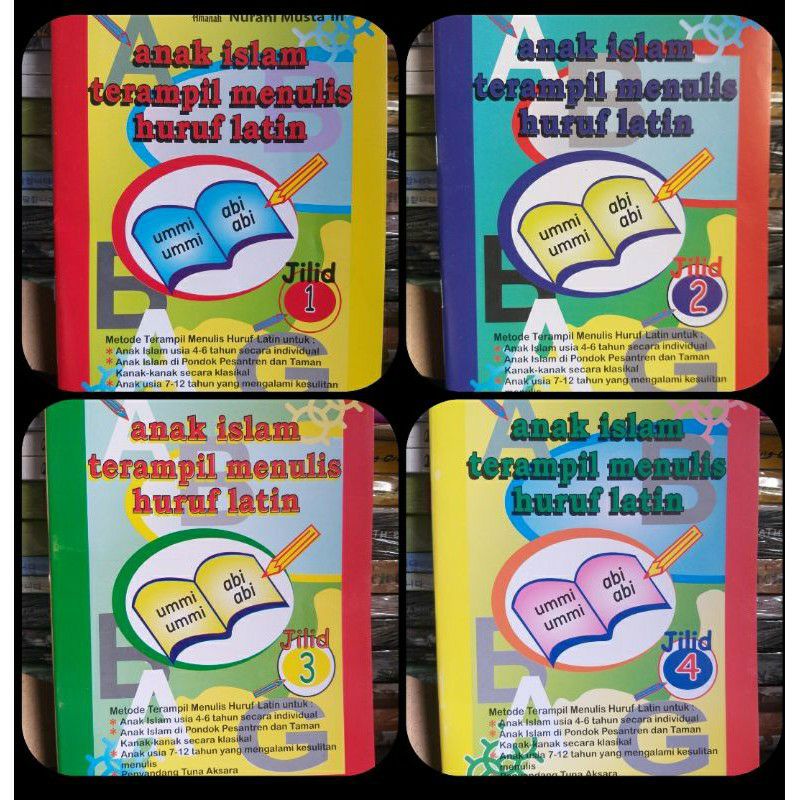 Amanah Nurani Musta'in
anak islam
terampil menulis
huruf latin
ummi
ummi
abi
abi
Jilid
1
Metode Terampil Menulis Huruf Latin untuk :
* Anak Islam usia 4-6 tahun secara individual
* Anak Islam di Pondok Pesantren dan Taman
Kanak-kanak secara klasikal
* Anak usia 7-12 tahun yang mengalami kesulitan
anak islam
terampil menulis
huruf latin
ummi
ummi
abi
abi
Jilid
2
Metode Terampil Menulis Huruf Latin untuk :
* Anak Islam usia 4-6 tahun secara individual
* Anak Islam di Pondok Pesantren dan Taman
Kanak-kanak secara klasikal
* Anak usia 7-12 tahun yang mengalami kesulitan
menulis
anak islam
terampil menulis
huruf latin
ummi
ummi
abi
abi
Jilid
3
Metode Terampil Menulis Huruf Latin untuk :
* Anak Islam usia 4-6 tahun secara individual
* Anak Islam di Pondok Pesantren dan Taman
Kanak-kanak secara klasikal
* Anak usia 7-12 tahun yang mengalami kesulitan
menulis
* Penyandang Tuna Aksara
anak islam
terampil menulis
huruf latin
ummi
ummi
abi
abi
Jilid
4
Metode Terampil Menulis Huruf Latin untuk :
* Anak Islam usia 4-6 tahun secara individual
* Anak Islam di Pondok Pesantren dan Taman
Kanak-kanak secara klasikal
* Anak usia 7-12 tahun yang mengalami kesulitan
menulis
* Penyandang Tuna Aksara